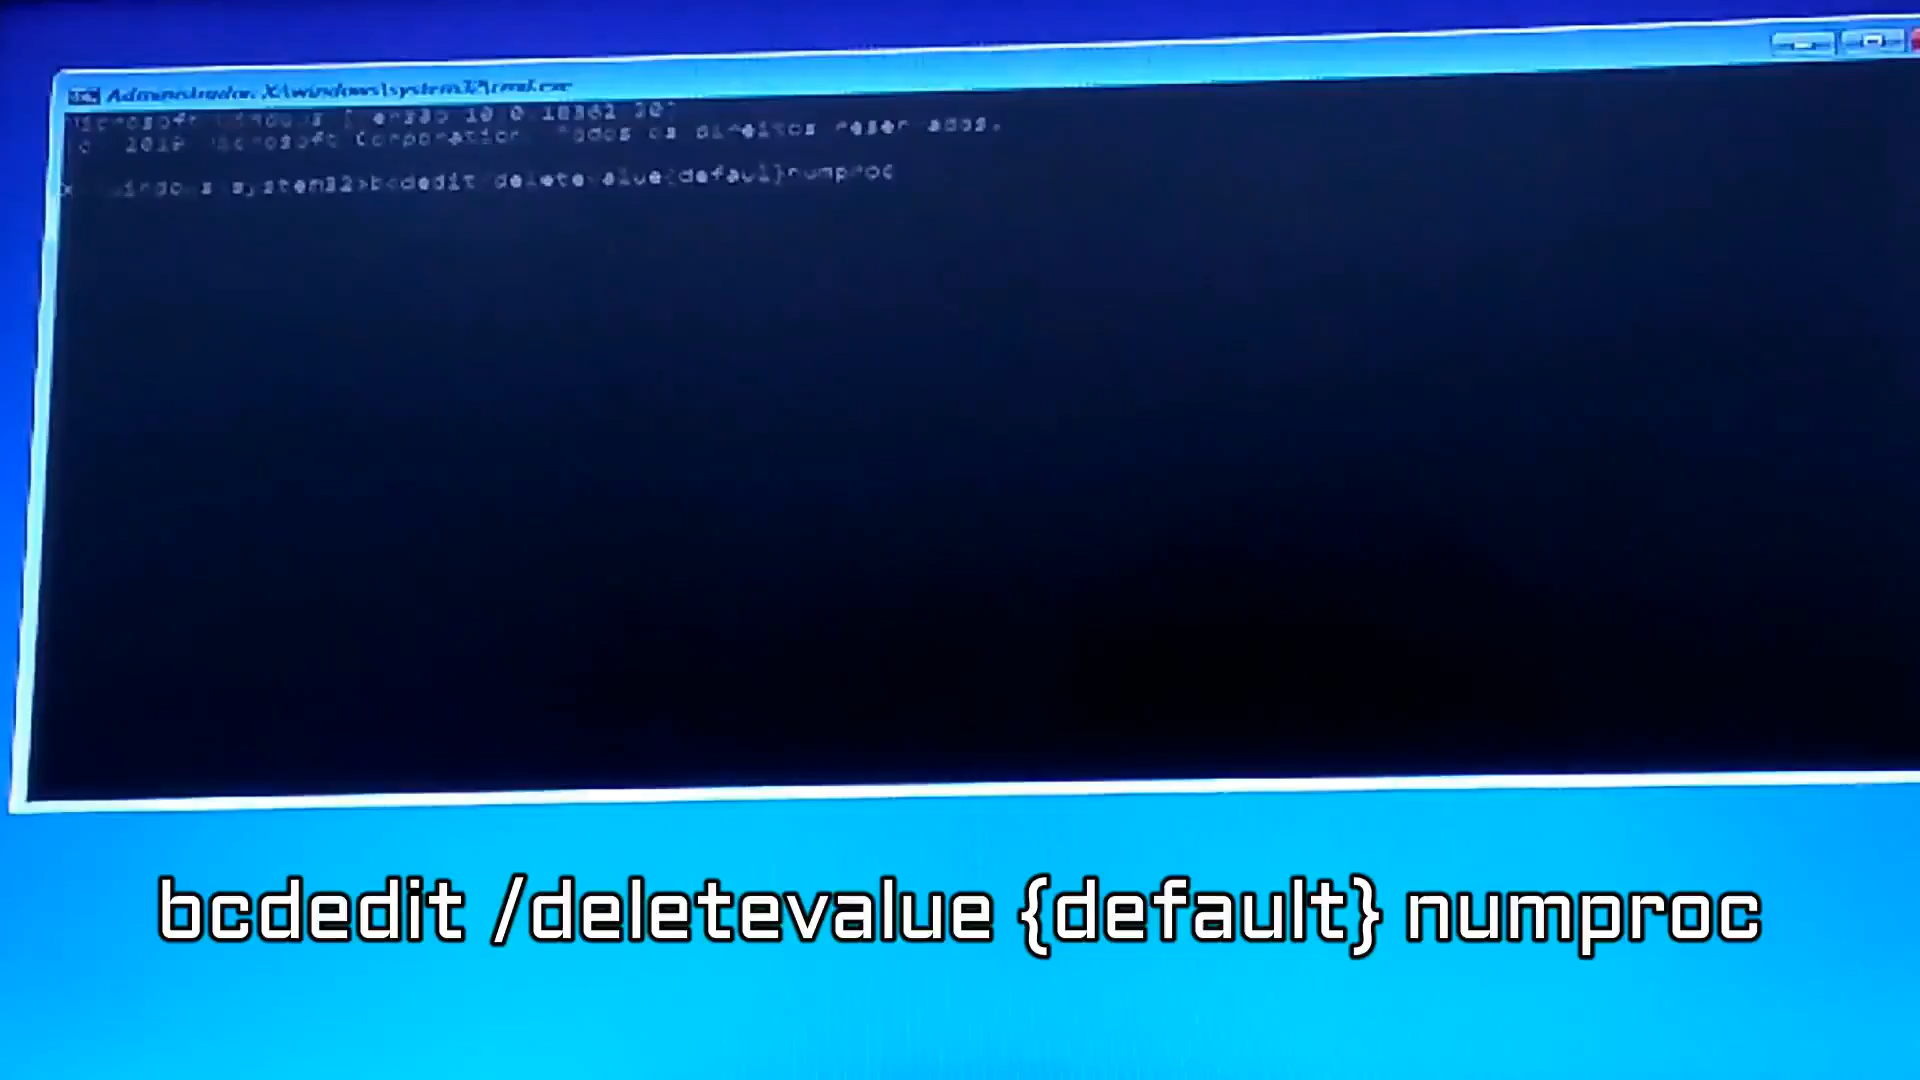 Administrador: X:\windows\system32\cmd.exe
Microsoft Windows [versão 10.0.18362.30]
(c) 2019 Microsoft Corporation. Todos os direitos reservados.
X:\windows\system32>bcdedit/deletevalue{defaul}numproc
bcdedit /deletevalue {default} numproc